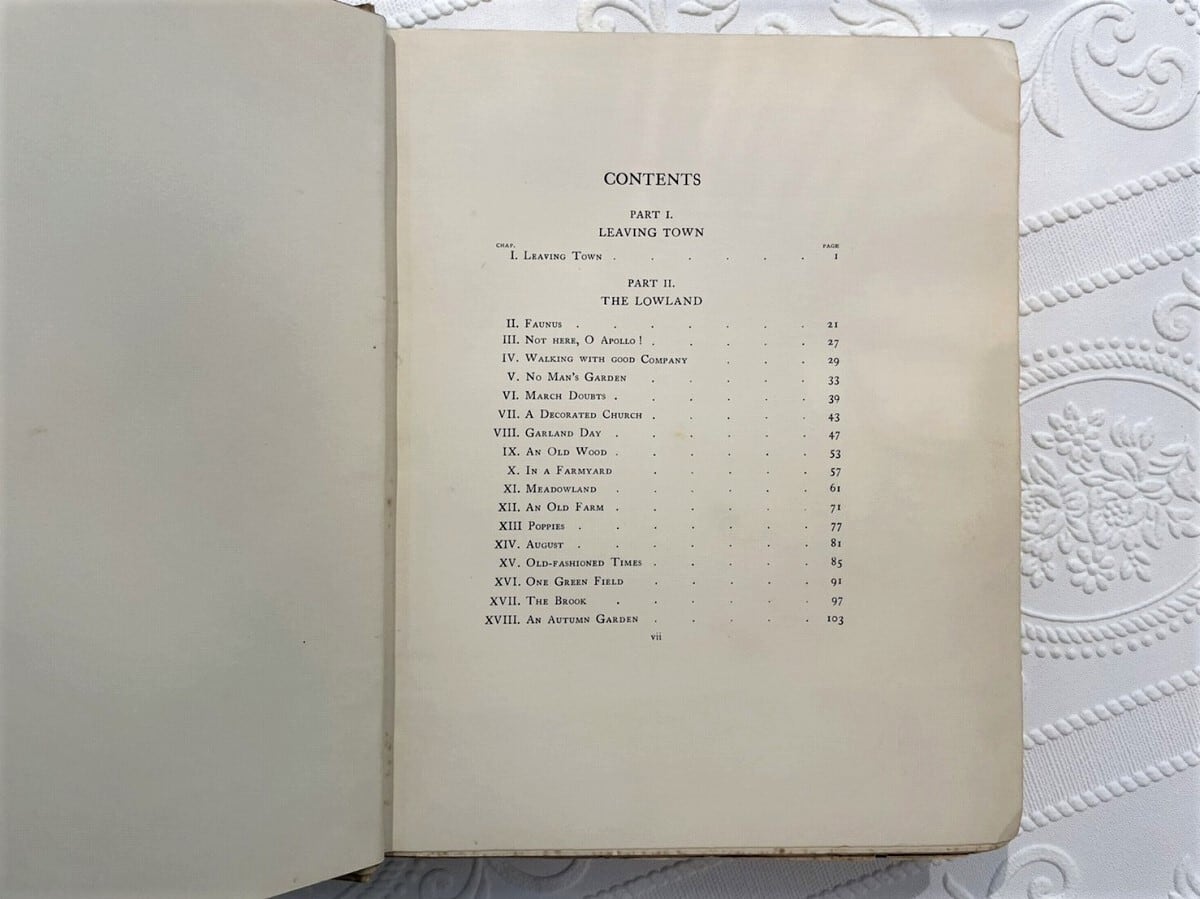 CONTENTS
PART I.
LEAVING TOWN
CHAP. PAGE
I. Leaving Town . . . . . . 1
PART II.
THE LOWLAND
II. Faunus . . . . . . . 21
III. Not here, O Apollo! . . . . . 27
IV. Walking with good Company . . . 29
V. No Man's Garden . . . . . 33
VI. March Doubts . . . . . . 39
VII. A Decorated Church . . . . . 43
VIII. Garland Day . . . . . . 47
IX. An Old Wood . . . . . . 53
X. In a Farmyard . . . . . 57
XI. Meadowland . . . . . . 61
XII. An Old Farm . . . . . . 71
XIII Poppies . . . . . . . 77
XIV. August . . . . . . . 81
XV. Old-fashioned Times . . . . . 85
XVI. One Green Field . . . . . 91
XVII. The Brook . . . . . . 97
XVIII. An Autumn Garden . . . . . 103
vii